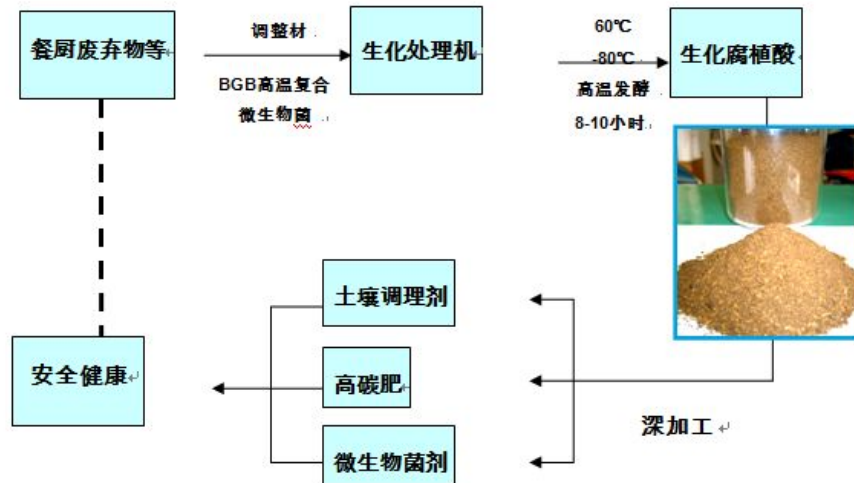 餐厨废弃物等
调整材
BGB高温复合
微生物菌
生化处理机
60℃
-80℃
高温发酵
8-10小时
生化腐植酸
土壤调理剂
安全健康
高碳肥
深加工
微生物菌剂